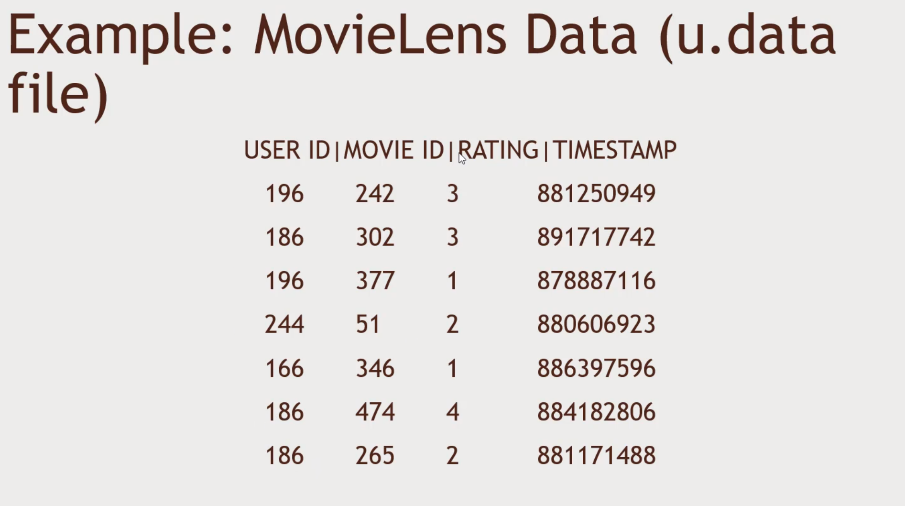 Example: MovieLens Data (u.data
file)
USER ID|MOVIE ID|RATING|TIMESTAMP
196 242 3 881250949
186 302 3 891717742
196 377 1 878887116
244 51 2 880606923
166 346 1 886397596
186 474 4 884182806
186 265 2 881171488